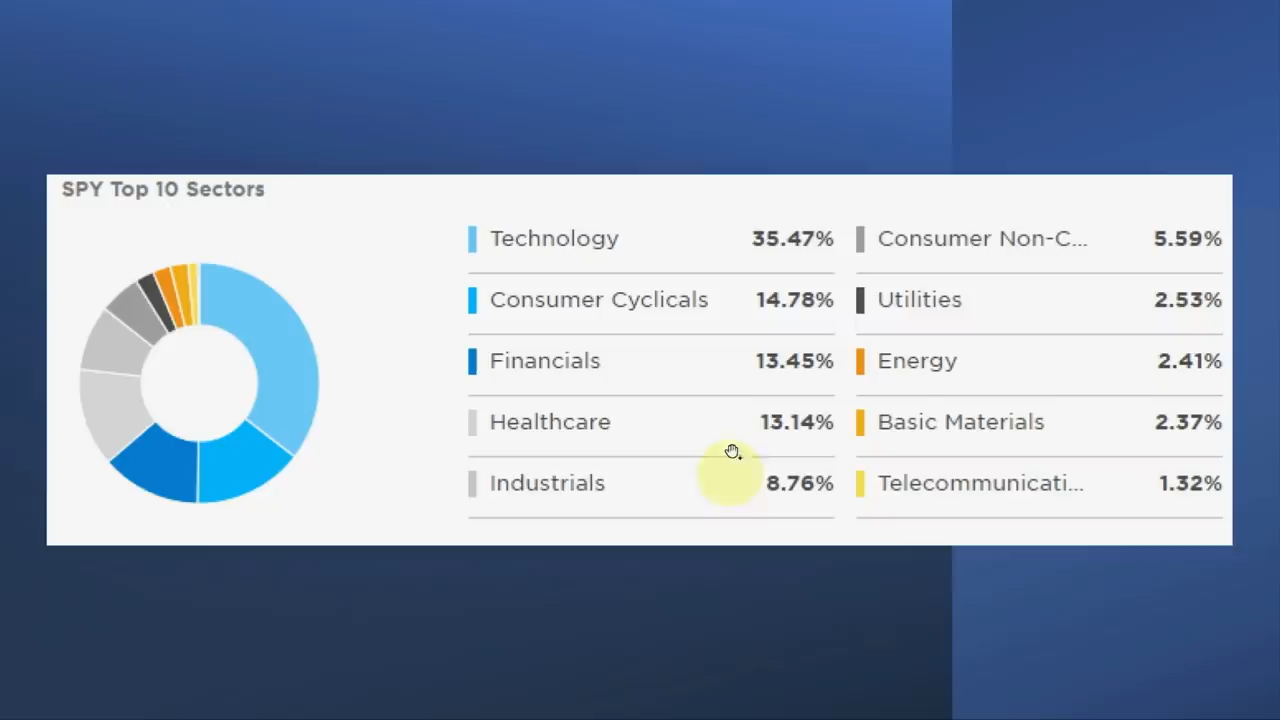 SPY Top 10 Sectors
Technology 35.47%
Consumer Cyclicals 14.78%
Financials 13.45%
Healthcare 13.14%
Industrials 8.76%
Consumer Non-C... 5.59%
Utilities 2.53%
Energy 2.41%
Basic Materials 2.37%
Telecommunicati... 1.32%